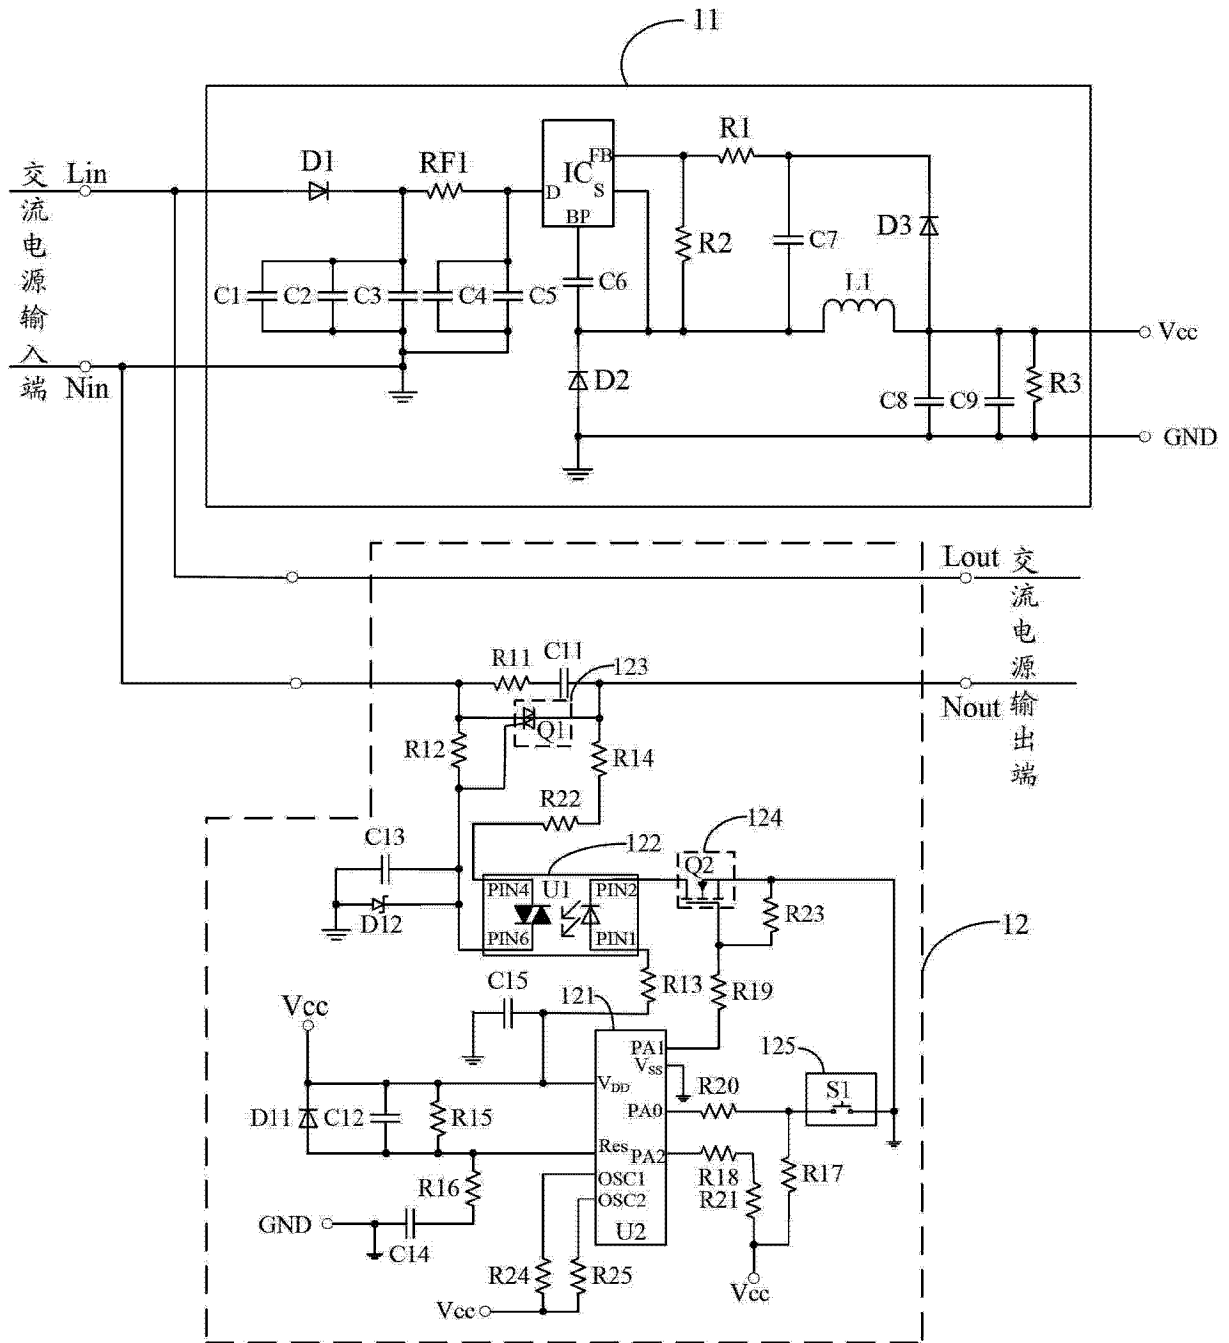 11
交流电源输入端
Lin
Nin
D1
RF1
IC
FB
D
S
BP
R1
R2
C7
D3
C1
C2
C3
C4
C5
C6
L1
Vcc
D2
C8
C9
R3
GND
Lout
交流电源输出端
Nout
R11
C11
123
Q1
R12
R14
R22
124
C13
122
Q2
PIN4
U1
PIN2
R23
D12
PIN6
PIN1
12
C15
R13
R19
121
Vcc
PA1
VSS
125
VDD
R20
S1
D11
C12
R15
PA0
Res
PA2
R16
OSC1
R18
R17
OSC2
R21
GND
C14
U2
R24
R25
Vcc
Vcc